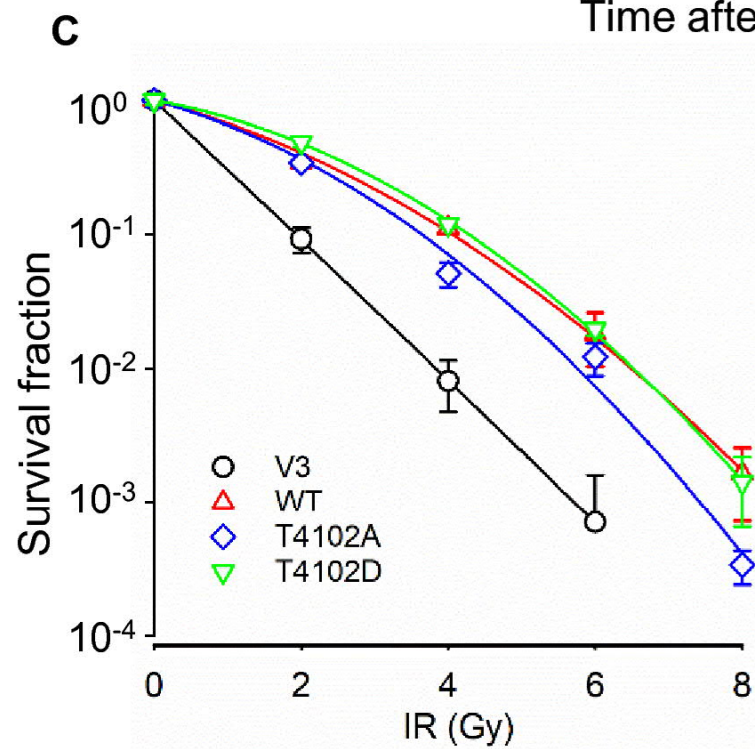 Time afte
C
10⁰
10⁻¹
10⁻²
10⁻³
10⁻⁴
Survival fraction
V3
WT
T4102A
T4102D
0 2 4 6 8
IR (Gy)